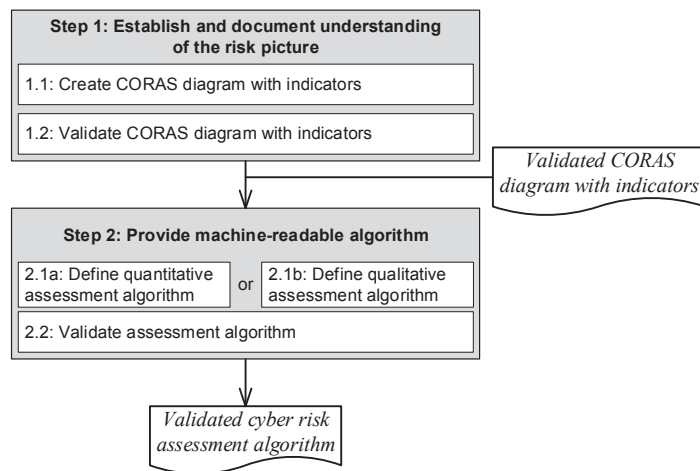 Step 1: Establish and document understanding
of the risk picture
1.1: Create CORAS diagram with indicators
1.2: Validate CORAS diagram with indicators
Validated CORAS
diagram with indicators
Step 2: Provide machine-readable algorithm
2.1a: Define quantitative
assessment algorithm
or
2.1b: Define qualitative
assessment algorithm
2.2: Validate assessment algorithm
Validated cyber risk
assessment algorithm